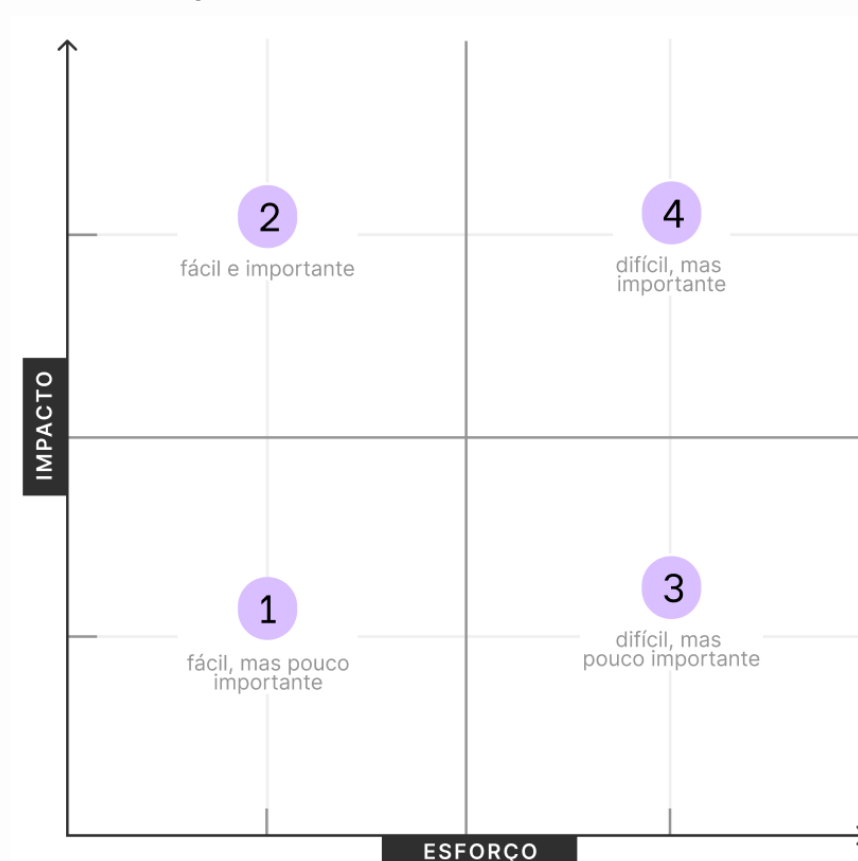 2
fácil e importante
4
difícil, mas
importante
IMPACTO
1
fácil, mas pouco
importante
3
difícil, mas
pouco importante
ESFORÇO